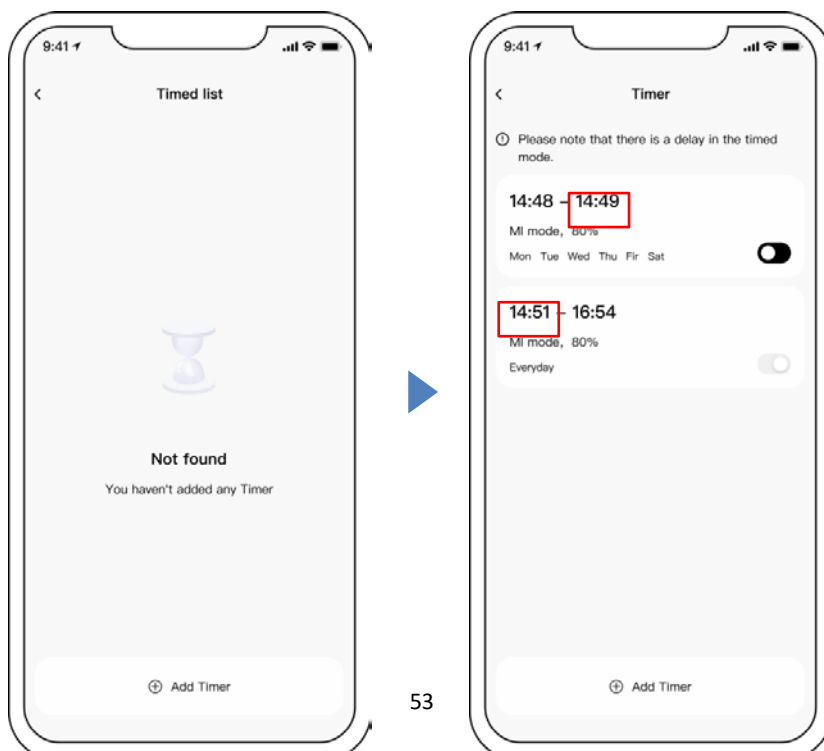 9:41
Timed list
Not found
You haven't added any Timer
Add Timer
9:41
Timer
Please note that there is a delay in the timed
mode.
14:48 – 14:49
MI mode, 80%
Mon Tue Wed Thu Fir Sat
14:51 – 16:54
MI mode, 80%
Everyday
Add Timer
53